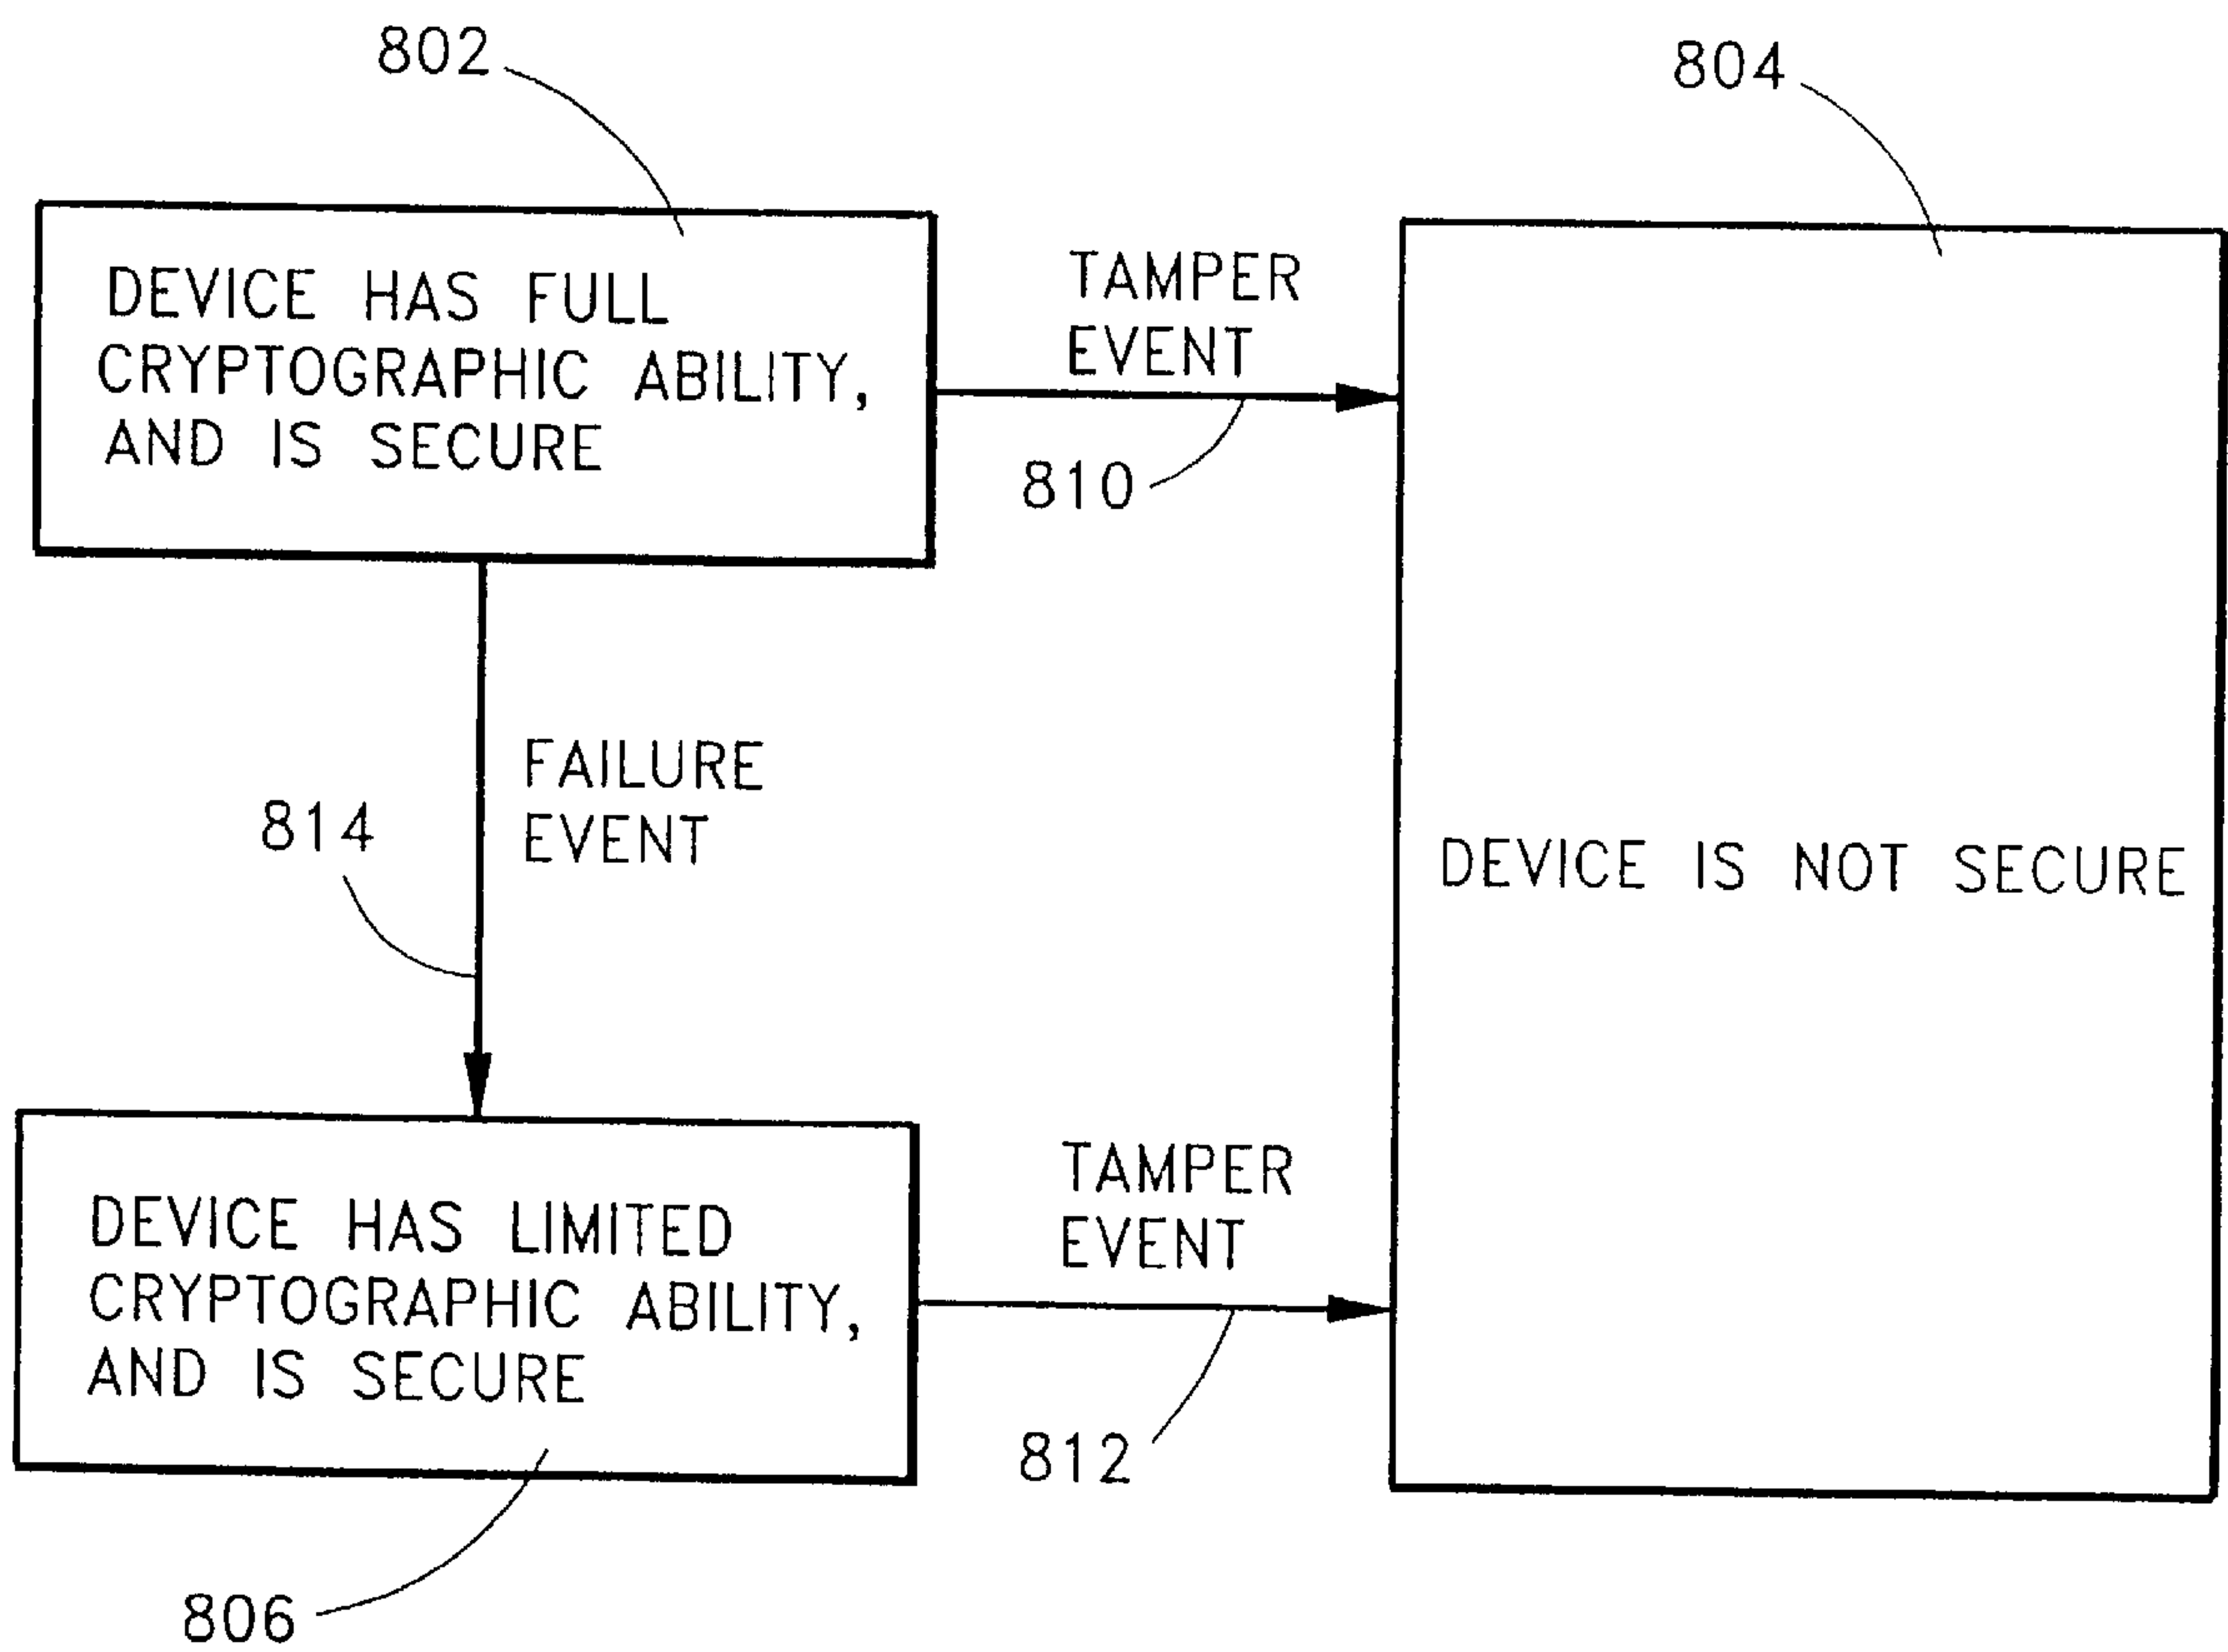 802
804
DEVICE HAS FULL
CRYPTOGRAPHIC ABILITY,
AND IS SECURE
TAMPER
EVENT
810
FAILURE
EVENT
814
DEVICE IS NOT SECURE
DEVICE HAS LIMITED
CRYPTOGRAPHIC ABILITY,
AND IS SECURE
TAMPER
EVENT
812
806